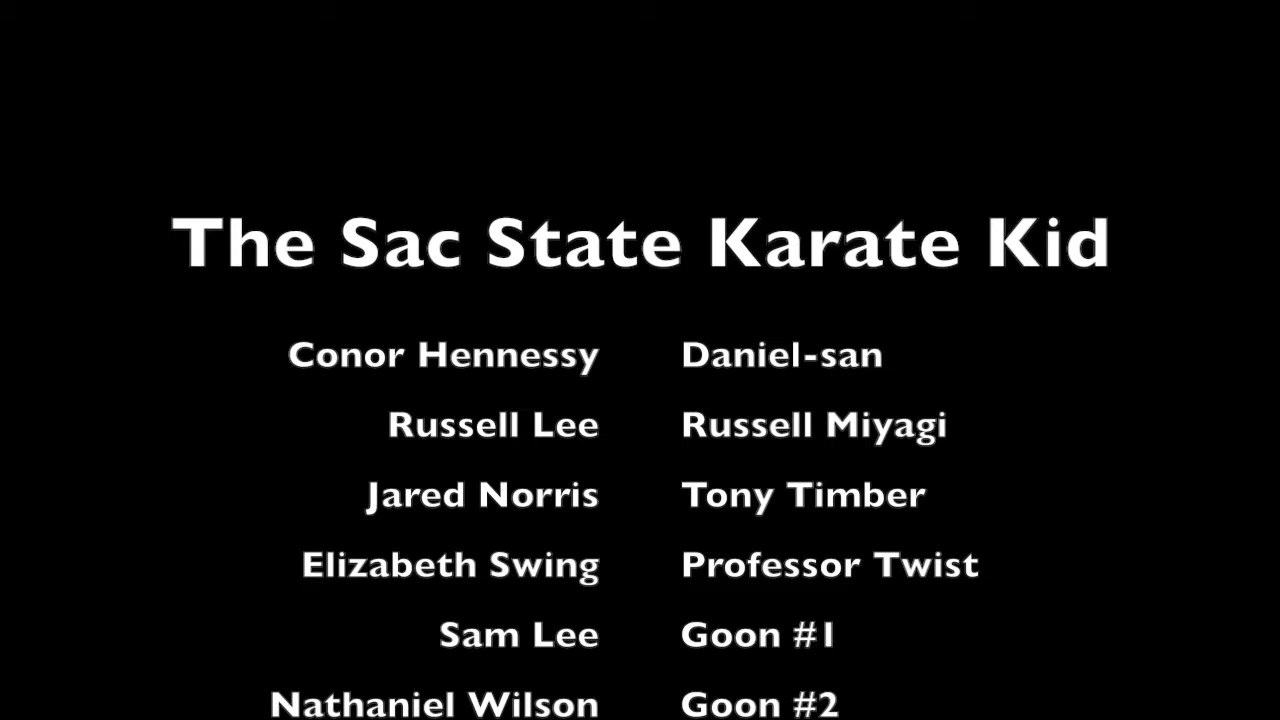 The Sac State Karate Kid
Conor Hennessy Daniel-san
Russell Lee Russell Miyagi
Jared Norris Tony Timber
Elizabeth Swing Professor Twist
Sam Lee Goon #1
Nathaniel Wilson Goon #2